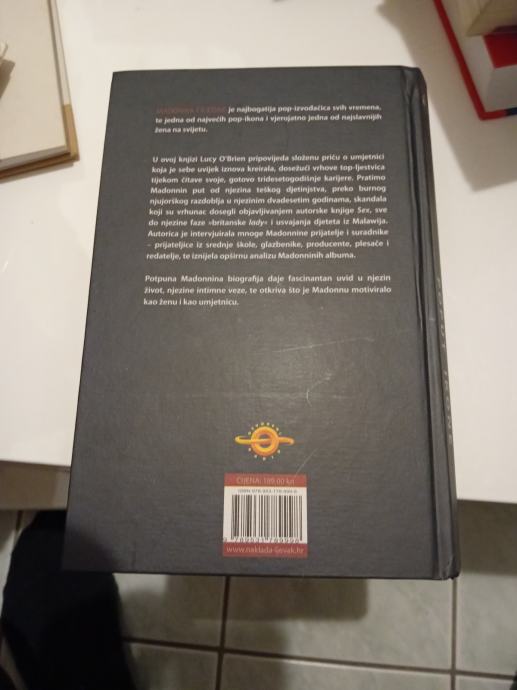 MADONNA CICCONE je najbogatija pop-izvođačica svih vremena,
te jedna od najvećih pop-ikona i vjerojatno jedna od najslavnijih
žena na svijetu.
U ovoj knjizi Lucy O'Brien pripovijeda složenu priču o umjetnici
koja je sebe uvijek iznova kreirala, dosežući vrhove top-ljestvica
tijekom čitave svoje, gotovo tridesetogodišnje karijere. Pratimo
Madonnin put od njezina teškog djetinjstva, preko burnog
njujorškog razdoblja u njezinim dvadesetim godinama, skandala
koji su vrhunac dosegli objavljivanjem autorske knjige Sex, sve
do njezine faze »britanske lady« i usvajanja djeteta iz Malawija.
Autorica je intervjuirala mnoge Madonnine prijatelje i suradnike
– prijateljice iz srednje škole, glazbenike, producente, plesače i
redatelje, te iznijela opširnu analizu Madonninih albuma.
Potpuna Madonnina biografija daje fascinantan uvid u njezin
život, njezine intimne veze, te otkriva što je Madonnu motiviralo
kao ženu i kao umjetnicu.
CIJENA: 189,00 kn
www.naklada-ljevak.hr